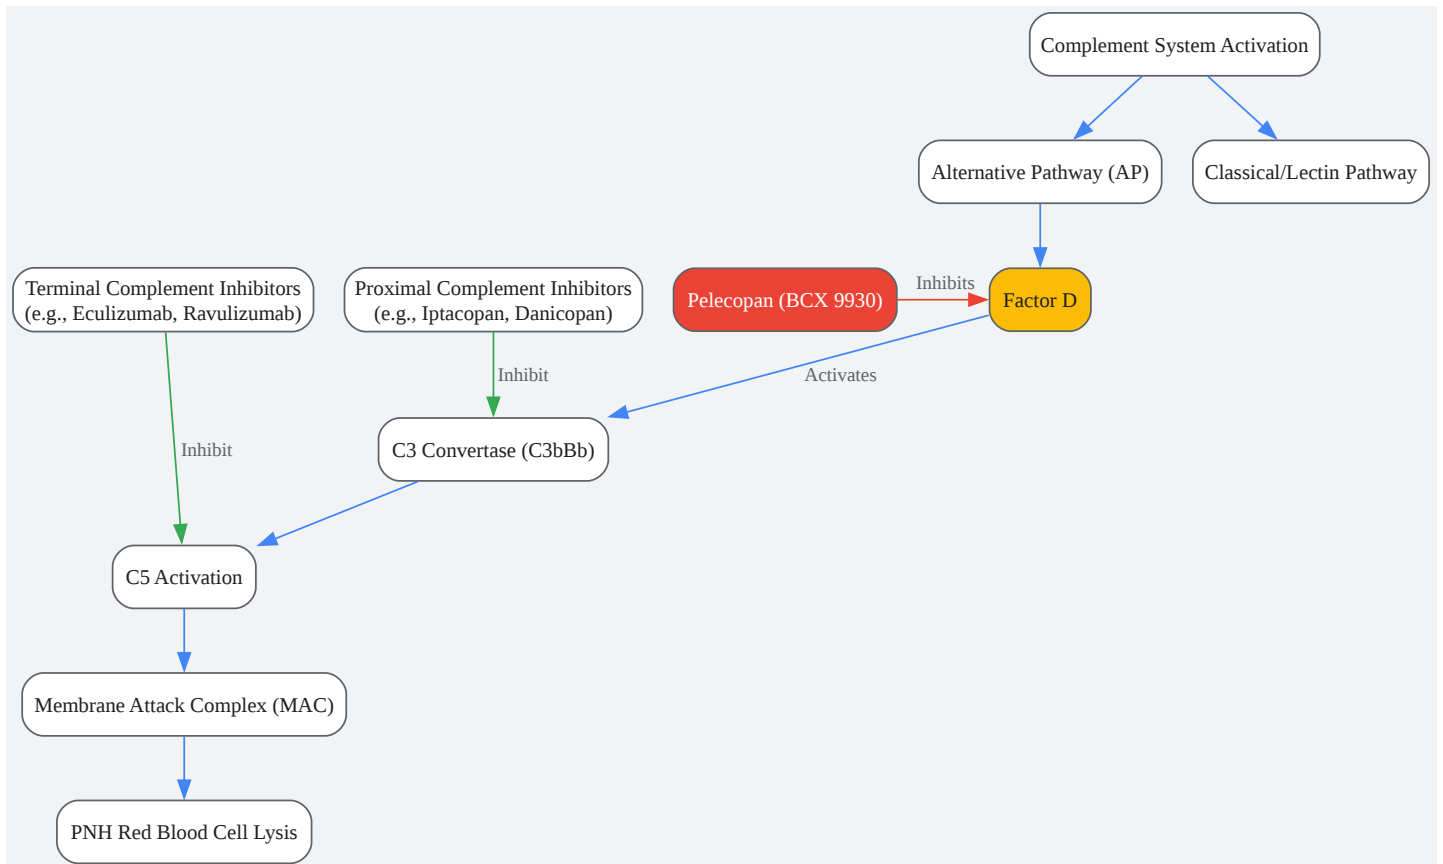 Complement System Activation
Alternative Pathway (AP)
Classical/Lectin Pathway
Terminal Complement Inhibitors
(e.g., Eculizumab, Ravulizumab)
Proximal Complement Inhibitors
(e.g., Iptacopan, Danicopan)
Pelecopan (BCX 9930)
Inhibits
Factor D
Inhibit
Activates
C3 Convertase (C3bBb)
Inhibit
C5 Activation
Membrane Attack Complex (MAC)
PNH Red Blood Cell Lysis